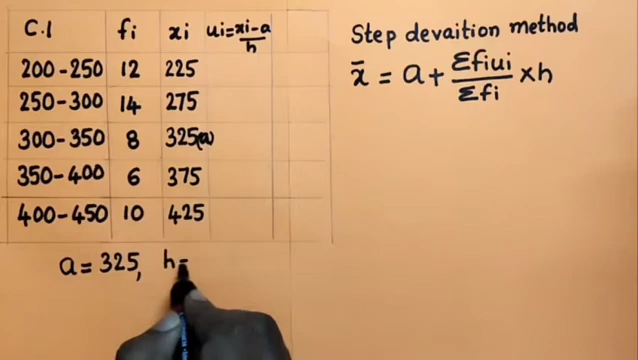 C.I fi xi ui=xi-a/h
200-250 12 225
250-300 14 275
300-350 8 325(a)
350-400 6 375
400-450 10 425
a = 325, h=
Step devaition method
x̄ = a + Σfiui/Σfi × h